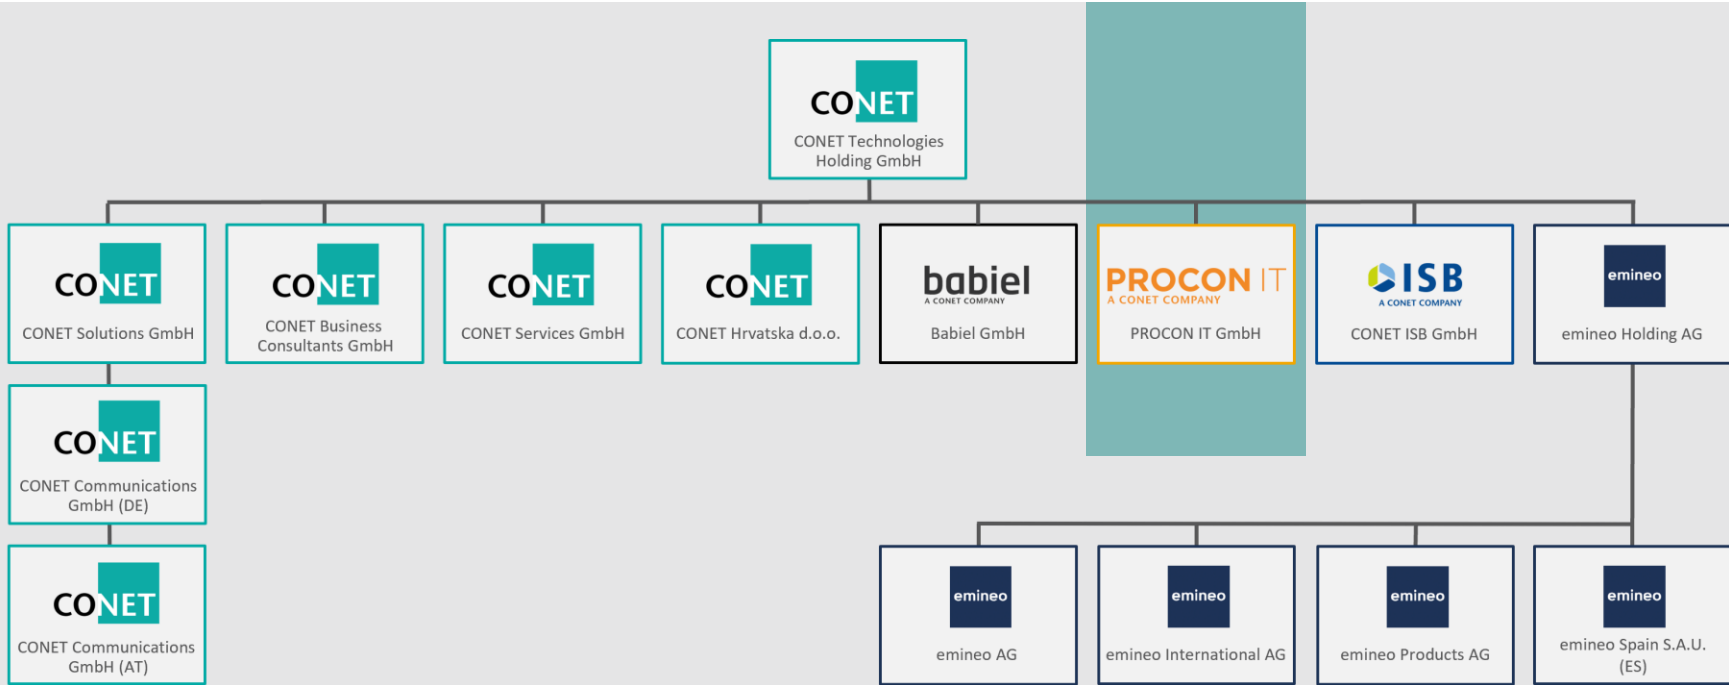 CONET
CONET Technologies
Holding GmbH
CONET
CONET Solutions GmbH
CONET
CONET Business
Consultants GmbH
CONET
CONET Services GmbH
CONET
CONET Hrvatska d.o.o.
babiel
A CONET COMPANY
Babiel GmbH
PROCON IT
A CONET COMPANY
PROCON IT GmbH
ISB
A CONET COMPANY
CONET ISB GmbH
emineo
emineo Holding AG
CONET
CONET Communications
GmbH (DE)
CONET
CONET Communications
GmbH (AT)
emineo
emineo AG
emineo
emineo International AG
emineo
emineo Products AG
emineo
emineo Spain S.A.U.
(ES)